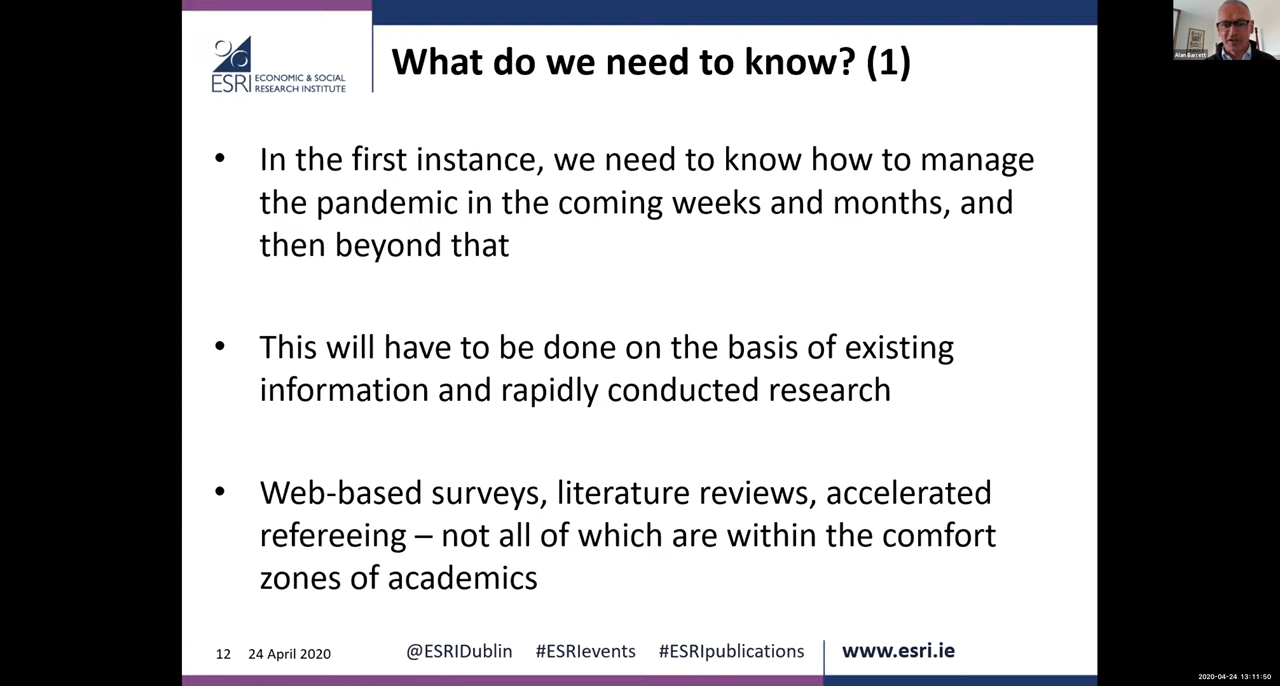 What do we need to know? (1)
ESRI ECONOMIC & SOCIAL
RESEARCH INSTITUTE
Alan Barrett
• In the first instance, we need to know how to manage
the pandemic in the coming weeks and months, and
then beyond that
• This will have to be done on the basis of existing
information and rapidly conducted research
• Web-based surveys, literature reviews, accelerated
refereeing – not all of which are within the comfort
zones of academics
12 24 April 2020 @ESRIDublin #ESRIevents #ESRIpublications www.esri.ie
2020-04-24 13:11:50